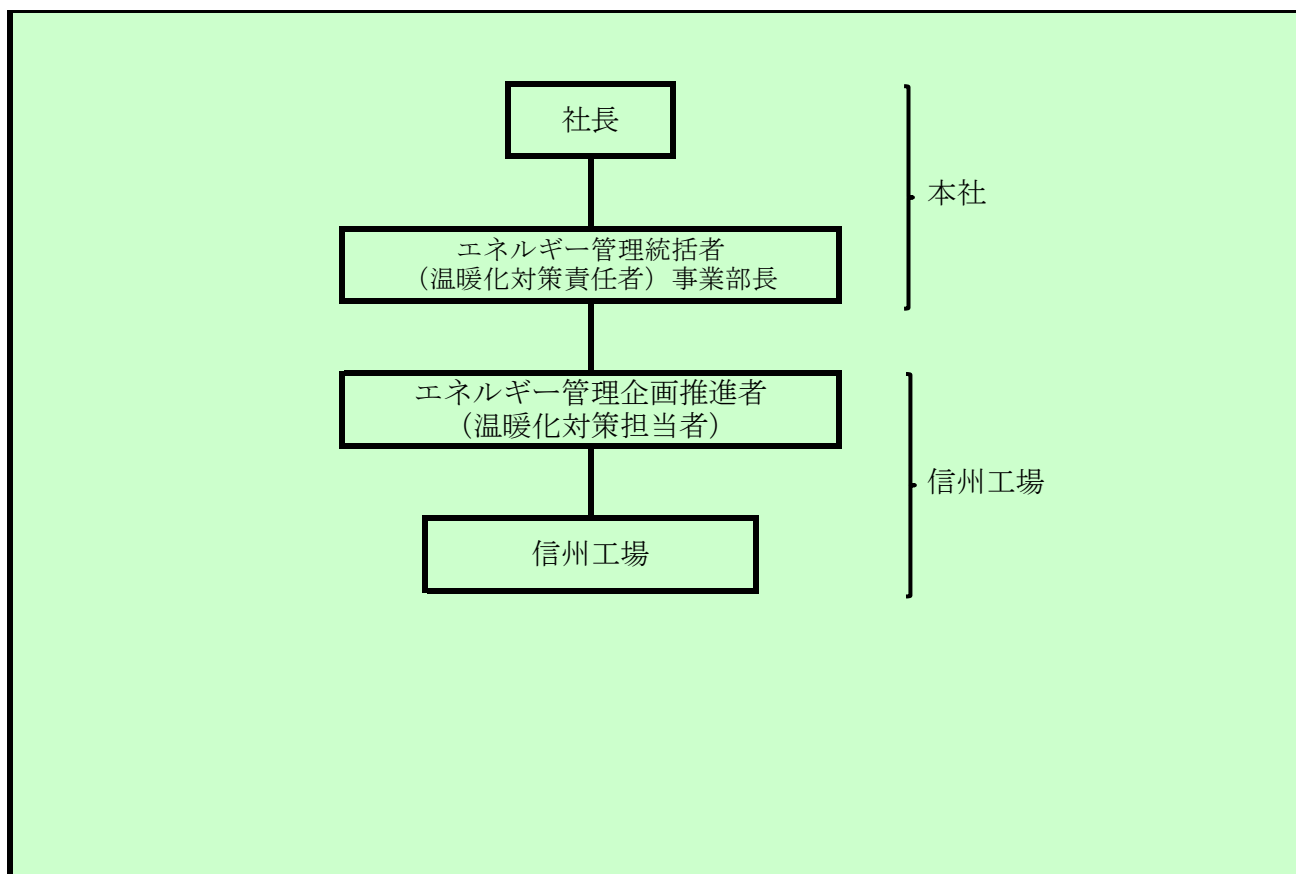 社長
本社
エネルギー管理統括者
（温暖化対策責任者）事業部長
エネルギー管理企画推進者
（温暖化対策担当者）
信州工場
信州工場